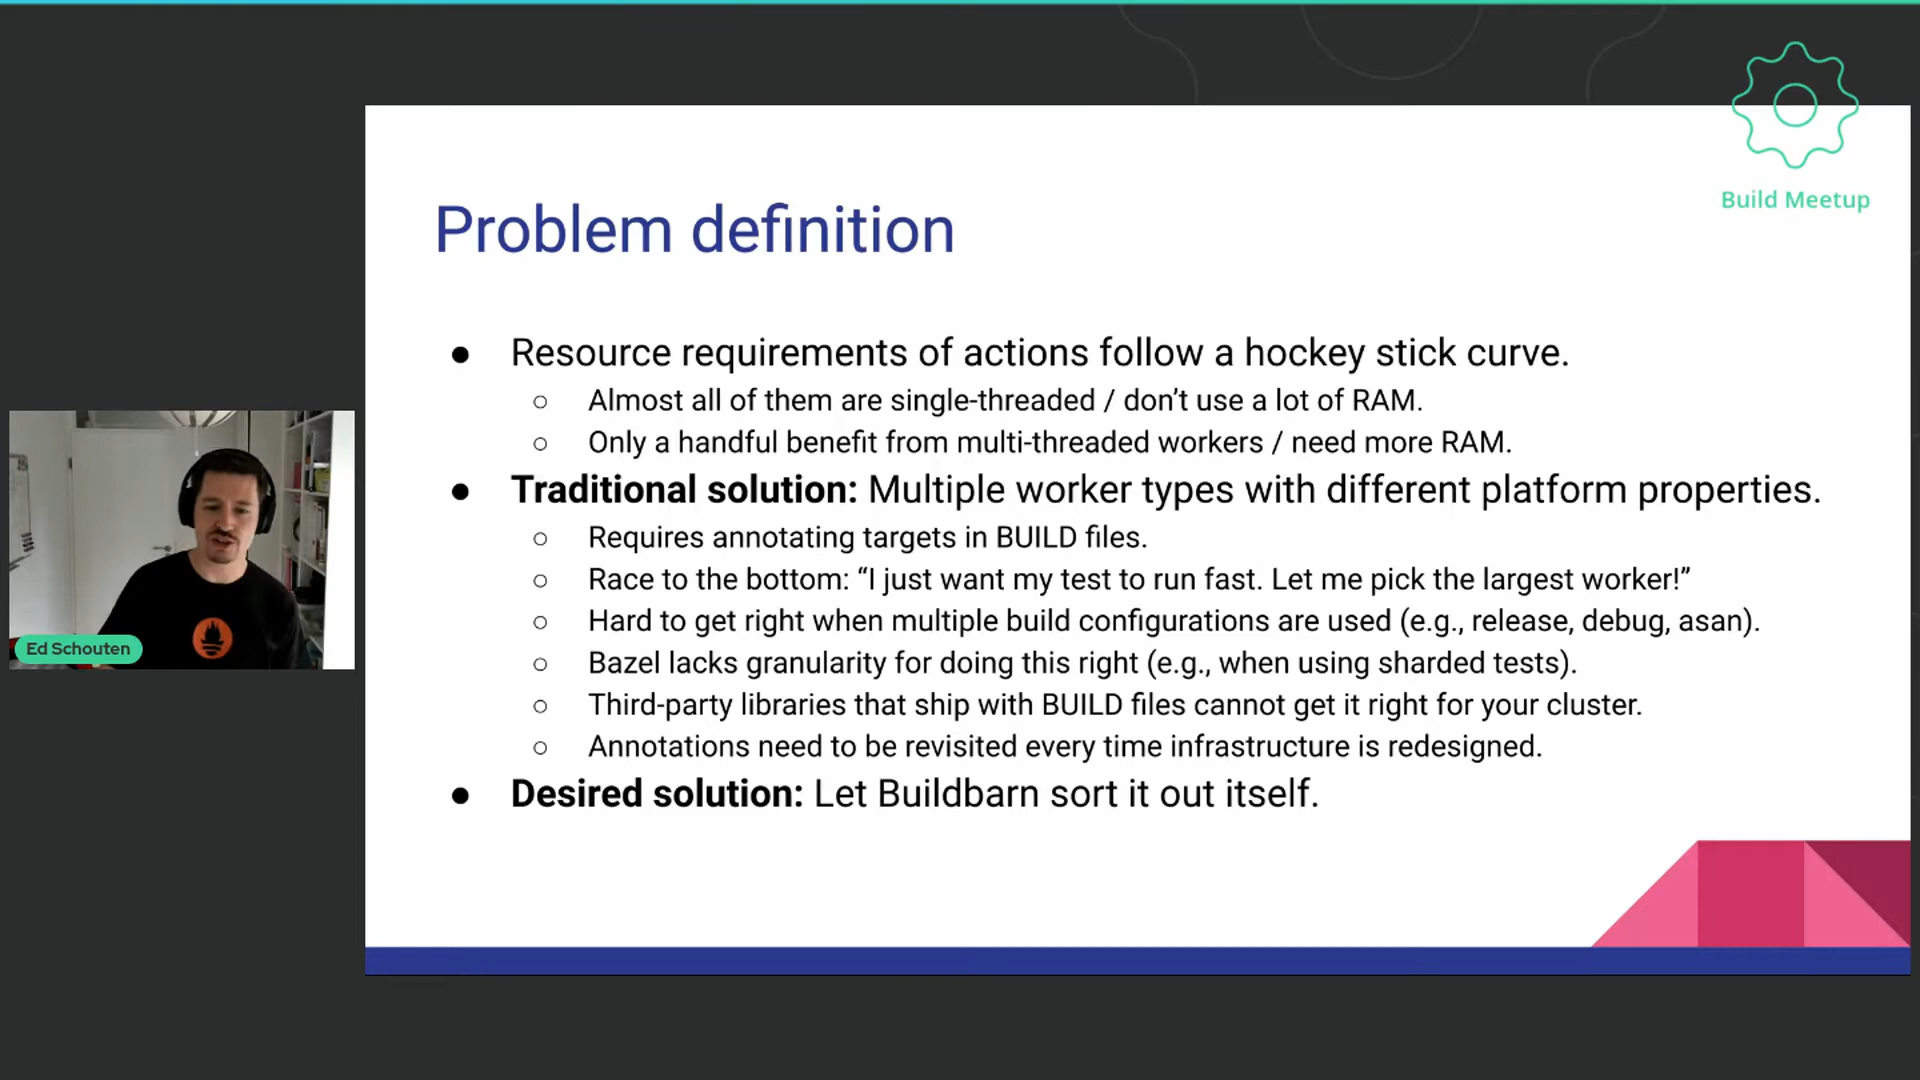 Build Meetup
Problem definition
● Resource requirements of actions follow a hockey stick curve.
○ Almost all of them are single-threaded / don’t use a lot of RAM.
○ Only a handful benefit from multi-threaded workers / need more RAM.
● Traditional solution: Multiple worker types with different platform properties.
○ Requires annotating targets in BUILD files.
○ Race to the bottom: “I just want my test to run fast. Let me pick the largest worker!”
○ Hard to get right when multiple build configurations are used (e.g., release, debug, asan).
○ Bazel lacks granularity for doing this right (e.g., when using sharded tests).
○ Third-party libraries that ship with BUILD files cannot get it right for your cluster.
○ Annotations need to be revisited every time infrastructure is redesigned.
● Desired solution: Let Buildbarn sort it out itself.
Ed Schouten